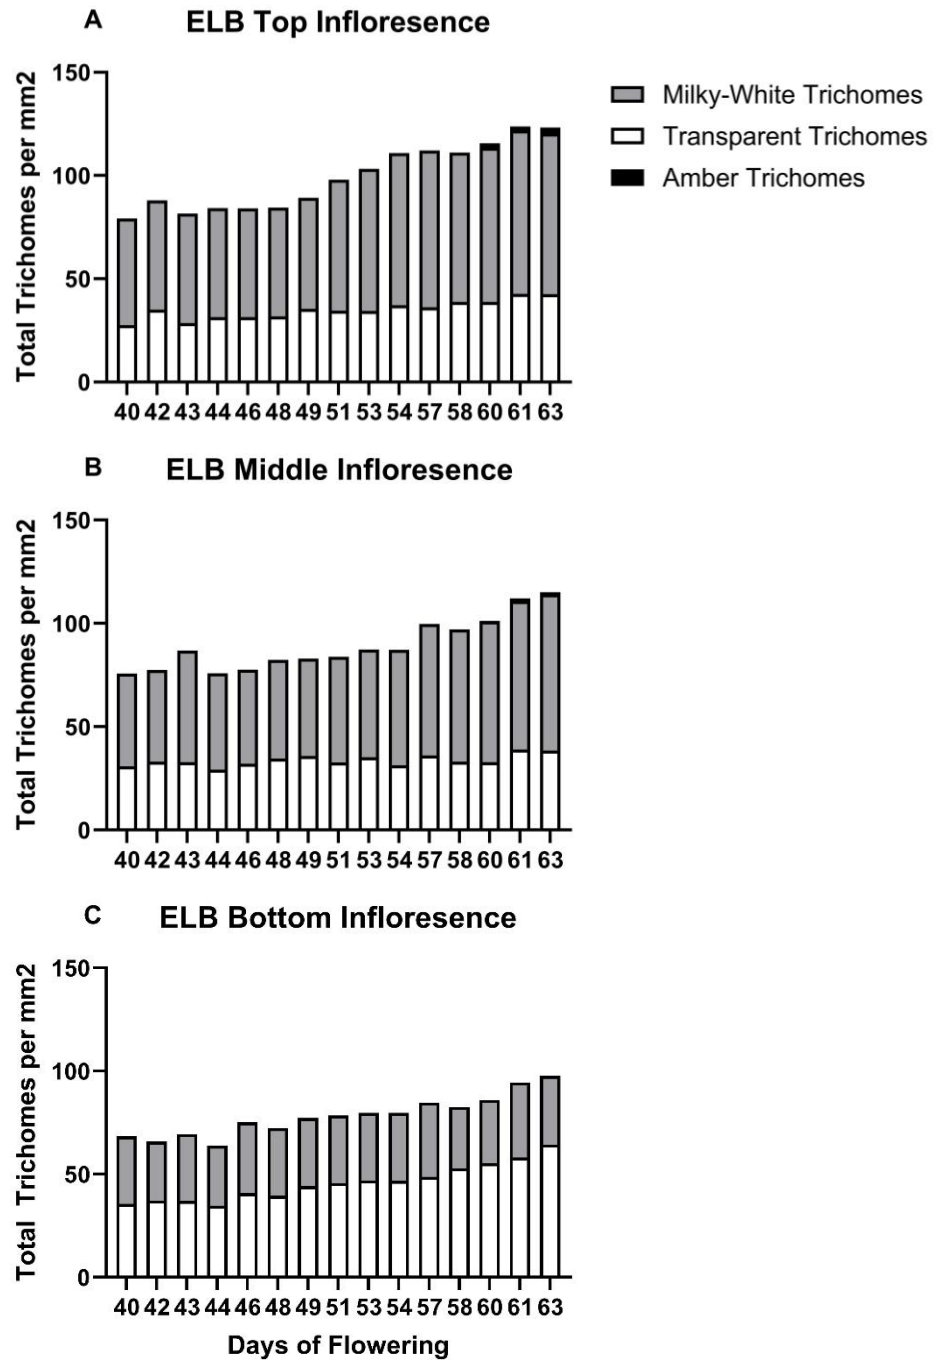 A
ELB Top Infloresence
Total Trichomes per mm2
150
100
50
0
40 42 43 44 46 48 49 51 53 54 57 58 60 61 63
Milky-White Trichomes
Transparent Trichomes
Amber Trichomes
B
ELB Middle Infloresence
Total Trichomes per mm2
150
100
50
0
40 42 43 44 46 48 49 51 53 54 57 58 60 61 63
C
ELB Bottom Infloresence
Total Trichomes per mm2
150
100
50
0
40 42 43 44 46 48 49 51 53 54 57 58 60 61 63
Days of Flowering